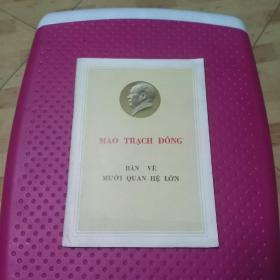 MAO TRẠCH ĐÔNG
BÀN VỀ
MƯỜI QUAN HỆ LỚN